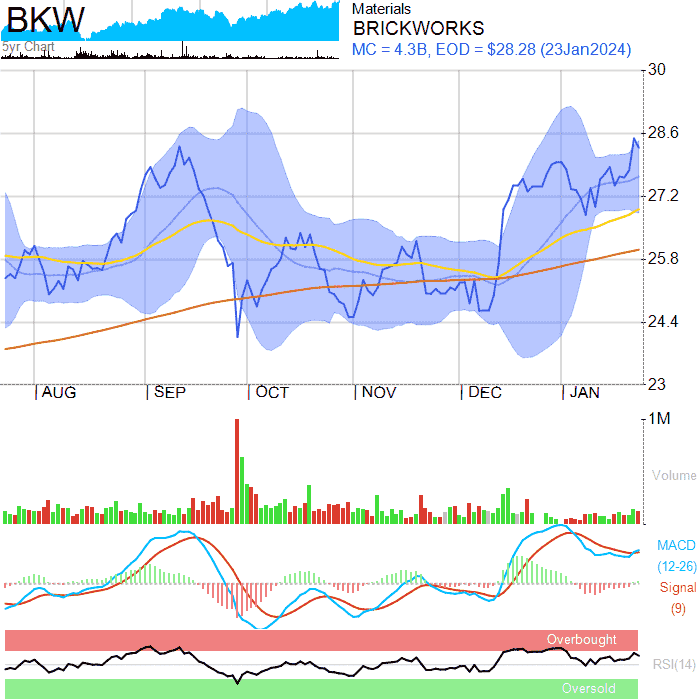 BKW
5yr Chart
Materials
BRICKWORKS
MC = 4.3B, EOD = $28.28 (23Jan2024)
30
28.6
27.2
25.8
24.4
23
AUG SEP OCT NOV DEC JAN
1M
Volume
MACD
(12-26)
Signal
(9)
Overbought
RSI(14)
Oversold